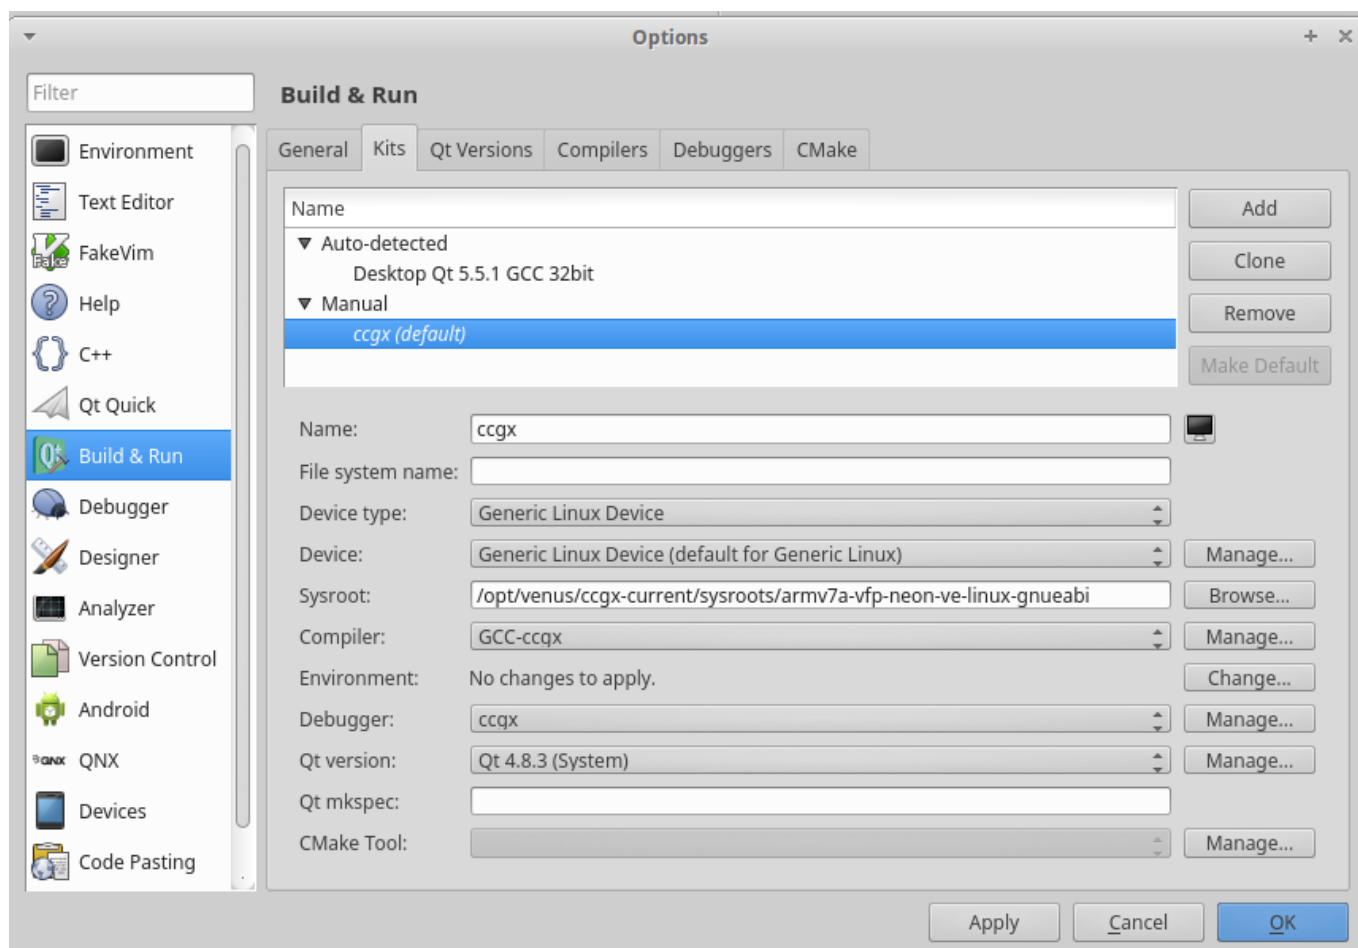 Options
Filter
Build & Run
Environment
Text Editor
FakeVim
Help
C++
Qt Quick
Build & Run
Debugger
Designer
Analyzer
Version Control
Android
QNX
Devices
Code Pasting
General Kits Qt Versions Compilers Debuggers CMake
Name
Auto-detected
Desktop Qt 5.5.1 GCC 32bit
Manual
ccgx (default)
Add
Clone
Remove
Make Default
Name: ccgx
File system name:
Device type: Generic Linux Device
Device: Generic Linux Device (default for Generic Linux) Manage...
Sysroot: /opt/venus/ccgx-current/sysroots/armv7a-vfp-neon-ve-linux-gnueabi Browse...
Compiler: GCC-ccgx Manage...
Environment: No changes to apply. Change...
Debugger: ccgx Manage...
Qt version: Qt 4.8.3 (System) Manage...
Qt mkspec:
CMake Tool: Manage...
Apply Cancel OK